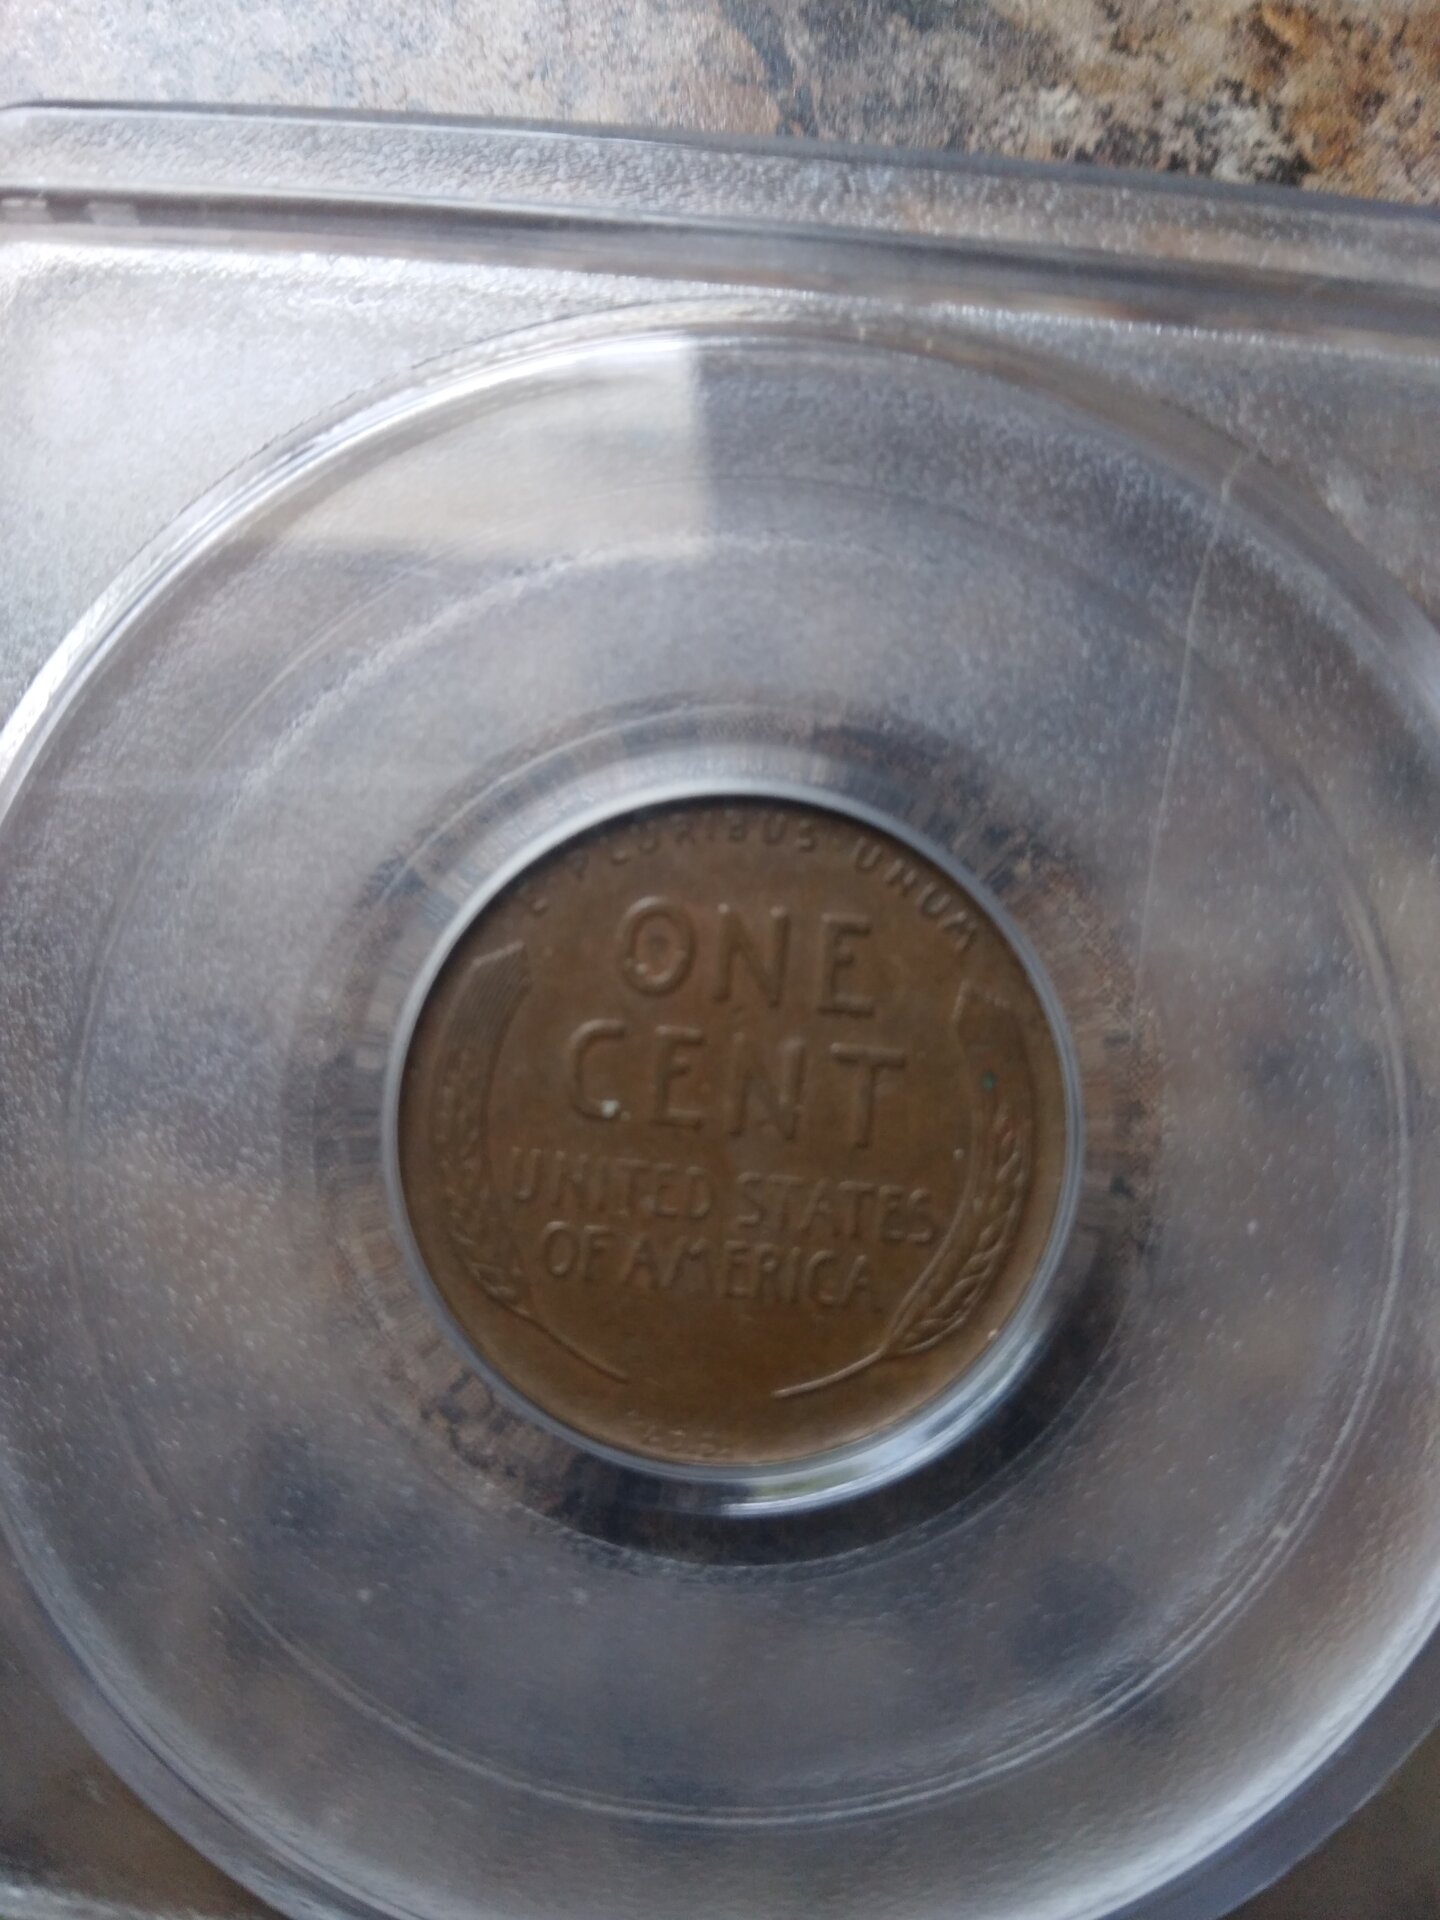 E PLURIBUS UNUM
ONE
CENT
UNITED STATES
OF AMERICA
V.D.B.